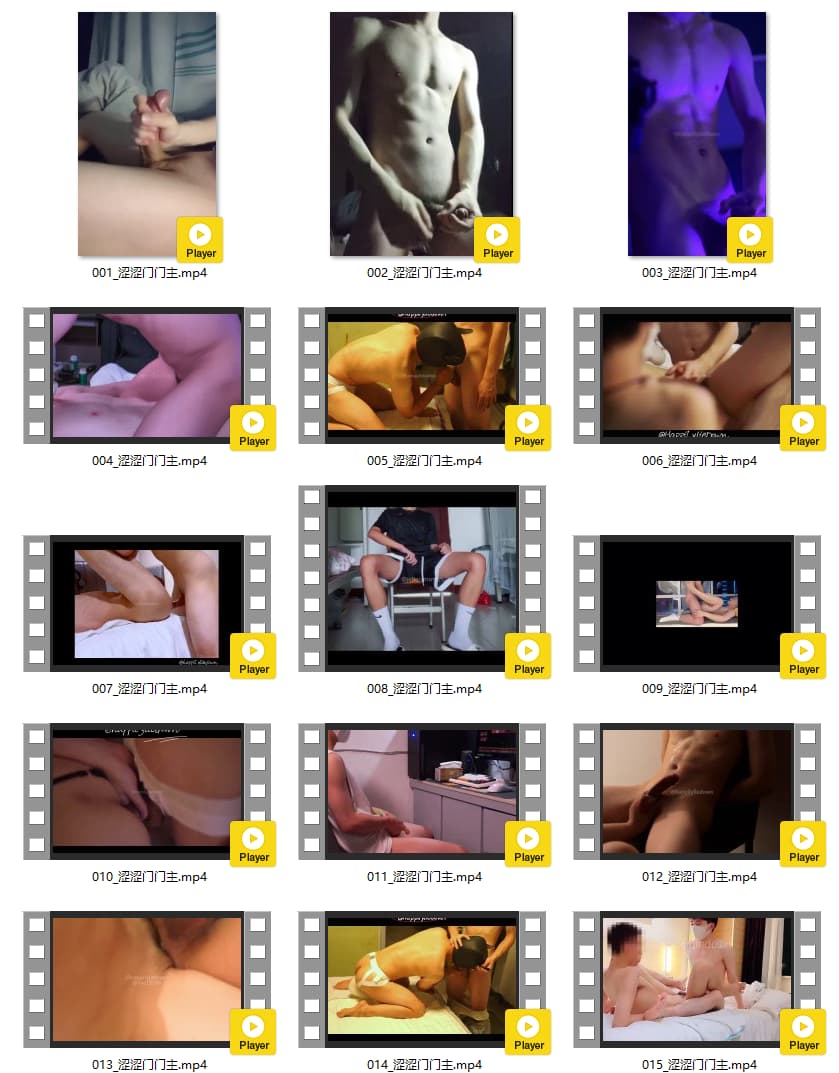 Player Player Player
001_涩涩门门主.mp4 002_涩涩门门主.mp4 003_涩涩门门主.mp4
Player Player Player
004_涩涩门门主.mp4 005_涩涩门门主.mp4 006_涩涩门门主.mp4
Player Player Player
007_涩涩门门主.mp4 008_涩涩门门主.mp4 009_涩涩门门主.mp4
Player Player Player
010_涩涩门门主.mp4 011_涩涩门门主.mp4 012_涩涩门门主.mp4
Player Player Player
013_涩涩门门主.mp4 014_涩涩门门主.mp4 015_涩涩门门主.mp4